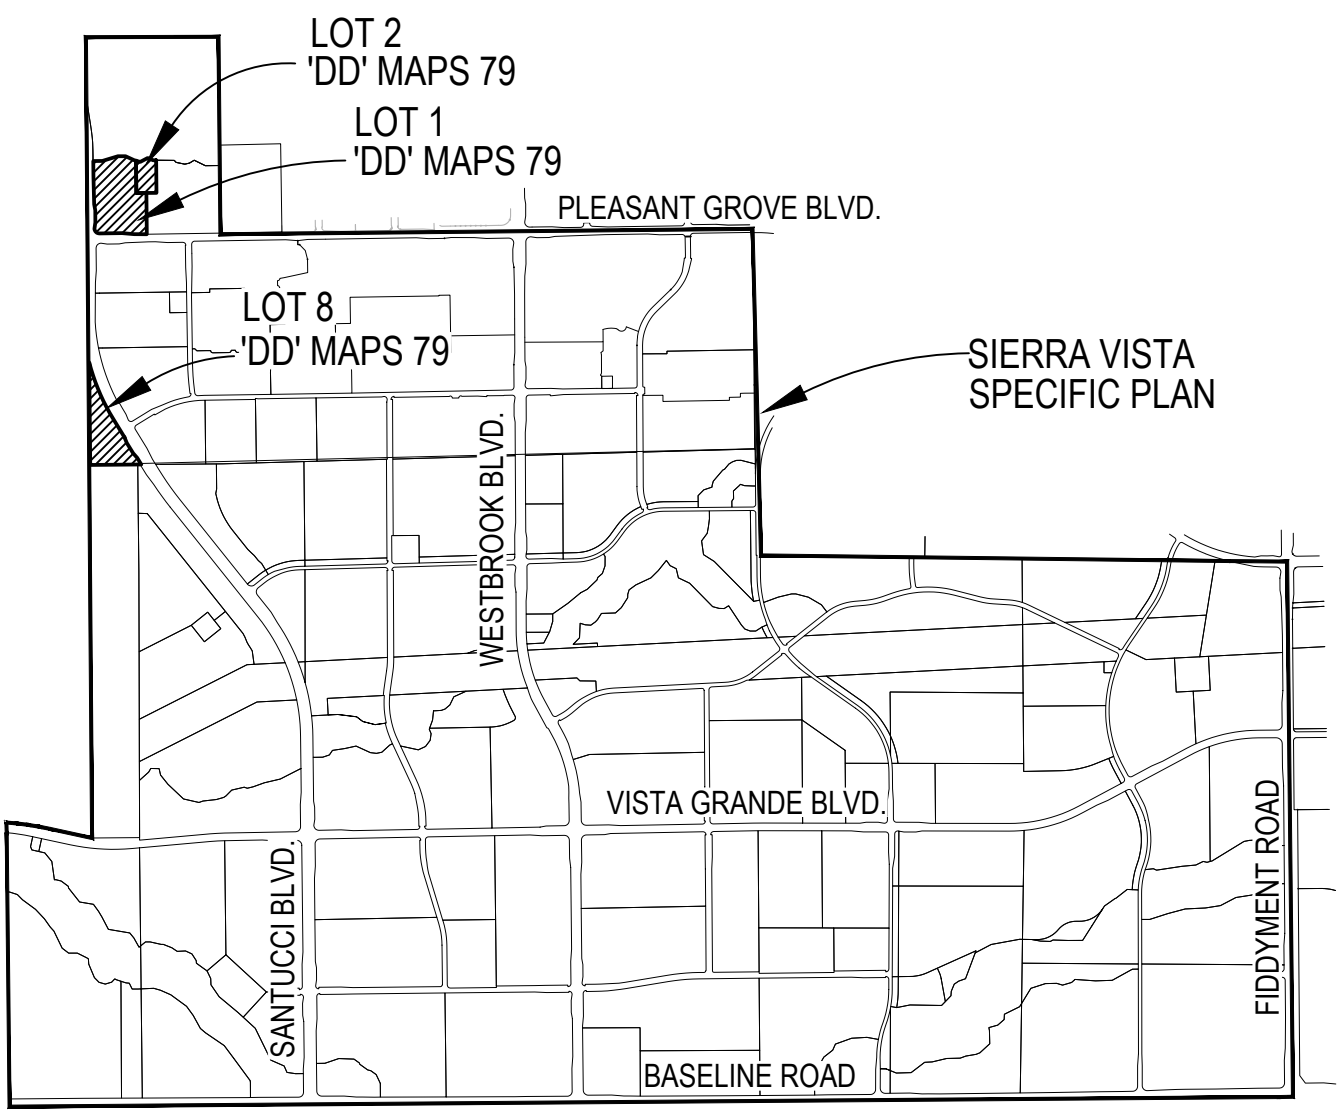 LOT 2
'DD' MAPS 79
LOT 1
'DD' MAPS 79
PLEASANT GROVE BLVD.
LOT 8
'DD' MAPS 79
SIERRA VISTA
SPECIFIC PLAN
WESTBROOK BLVD.
VISTA GRANDE BLVD.
SANTUCCI BLVD.
FIDDYMENT ROAD
BASELINE ROAD